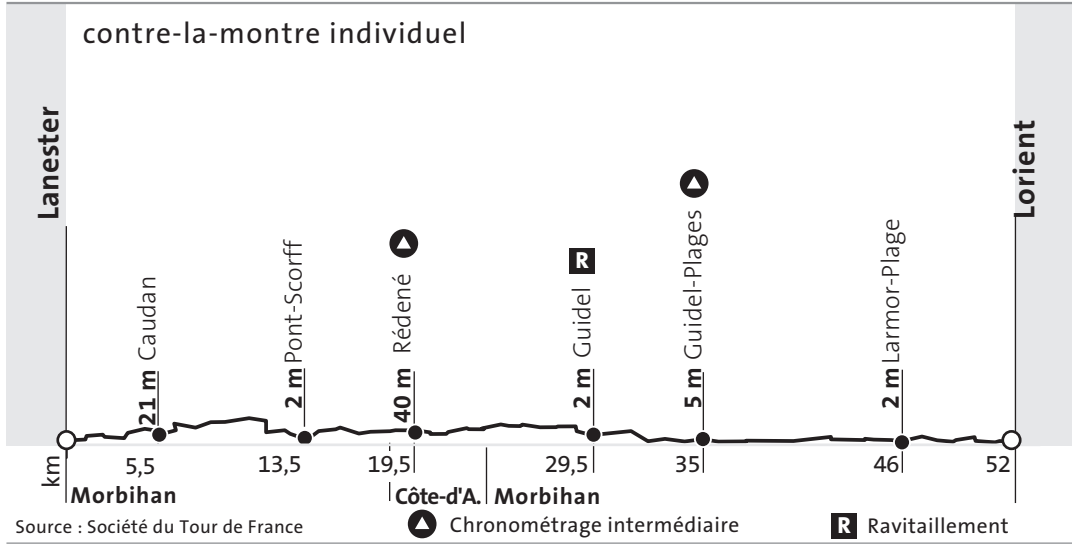 contre-la-montre individuel
Lanester
21 m Caudan
2 m Pont-Scorff
40 m Rédené
2 m Guidel R
5 m Guidel-Plages
2 m Larmor-Plage
Lorient
km 5,5 13,5 19,5 29,5 35 46 52
Morbihan Côte-d'A. Morbihan
Source : Société du Tour de France Chronométrage intermédiaire R Ravitaillement